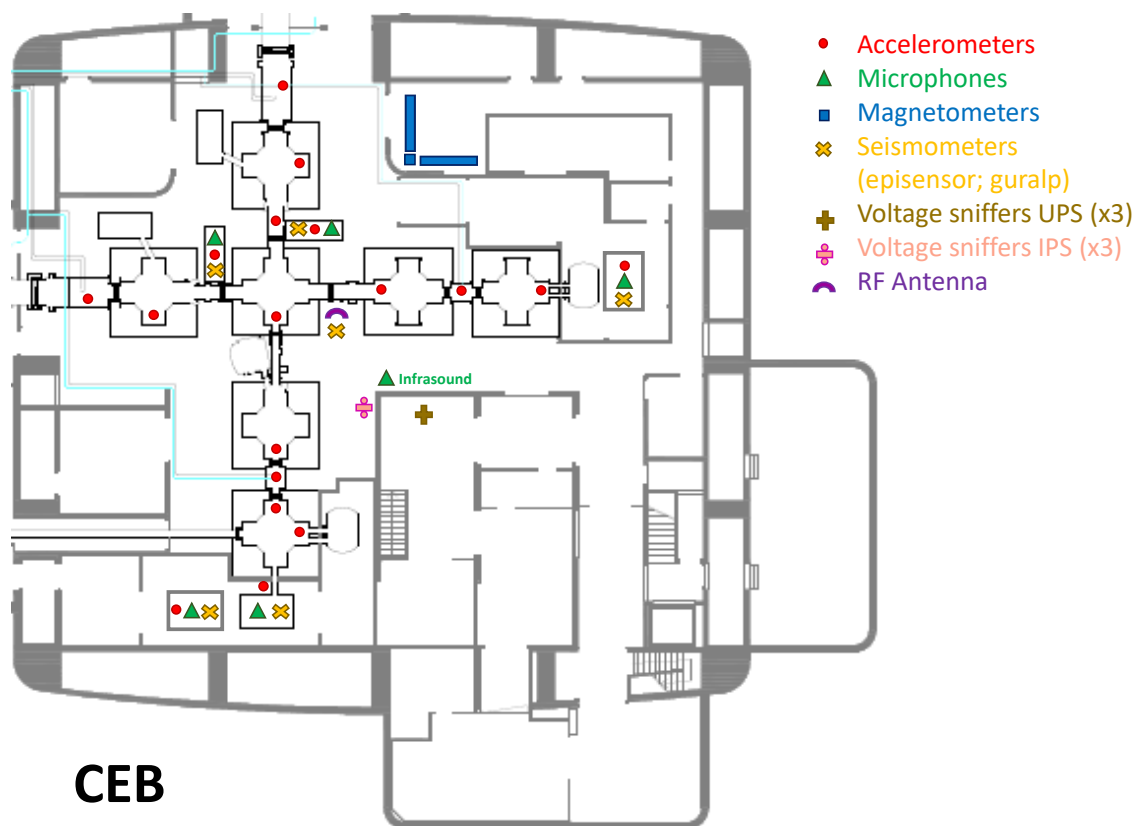 Accelerometers
Microphones
Magnetometers
Seismometers
(episensor; guralp)
Voltage sniffers UPS (x3)
Voltage sniffers IPS (x3)
RF Antenna
Infrasound
CEB